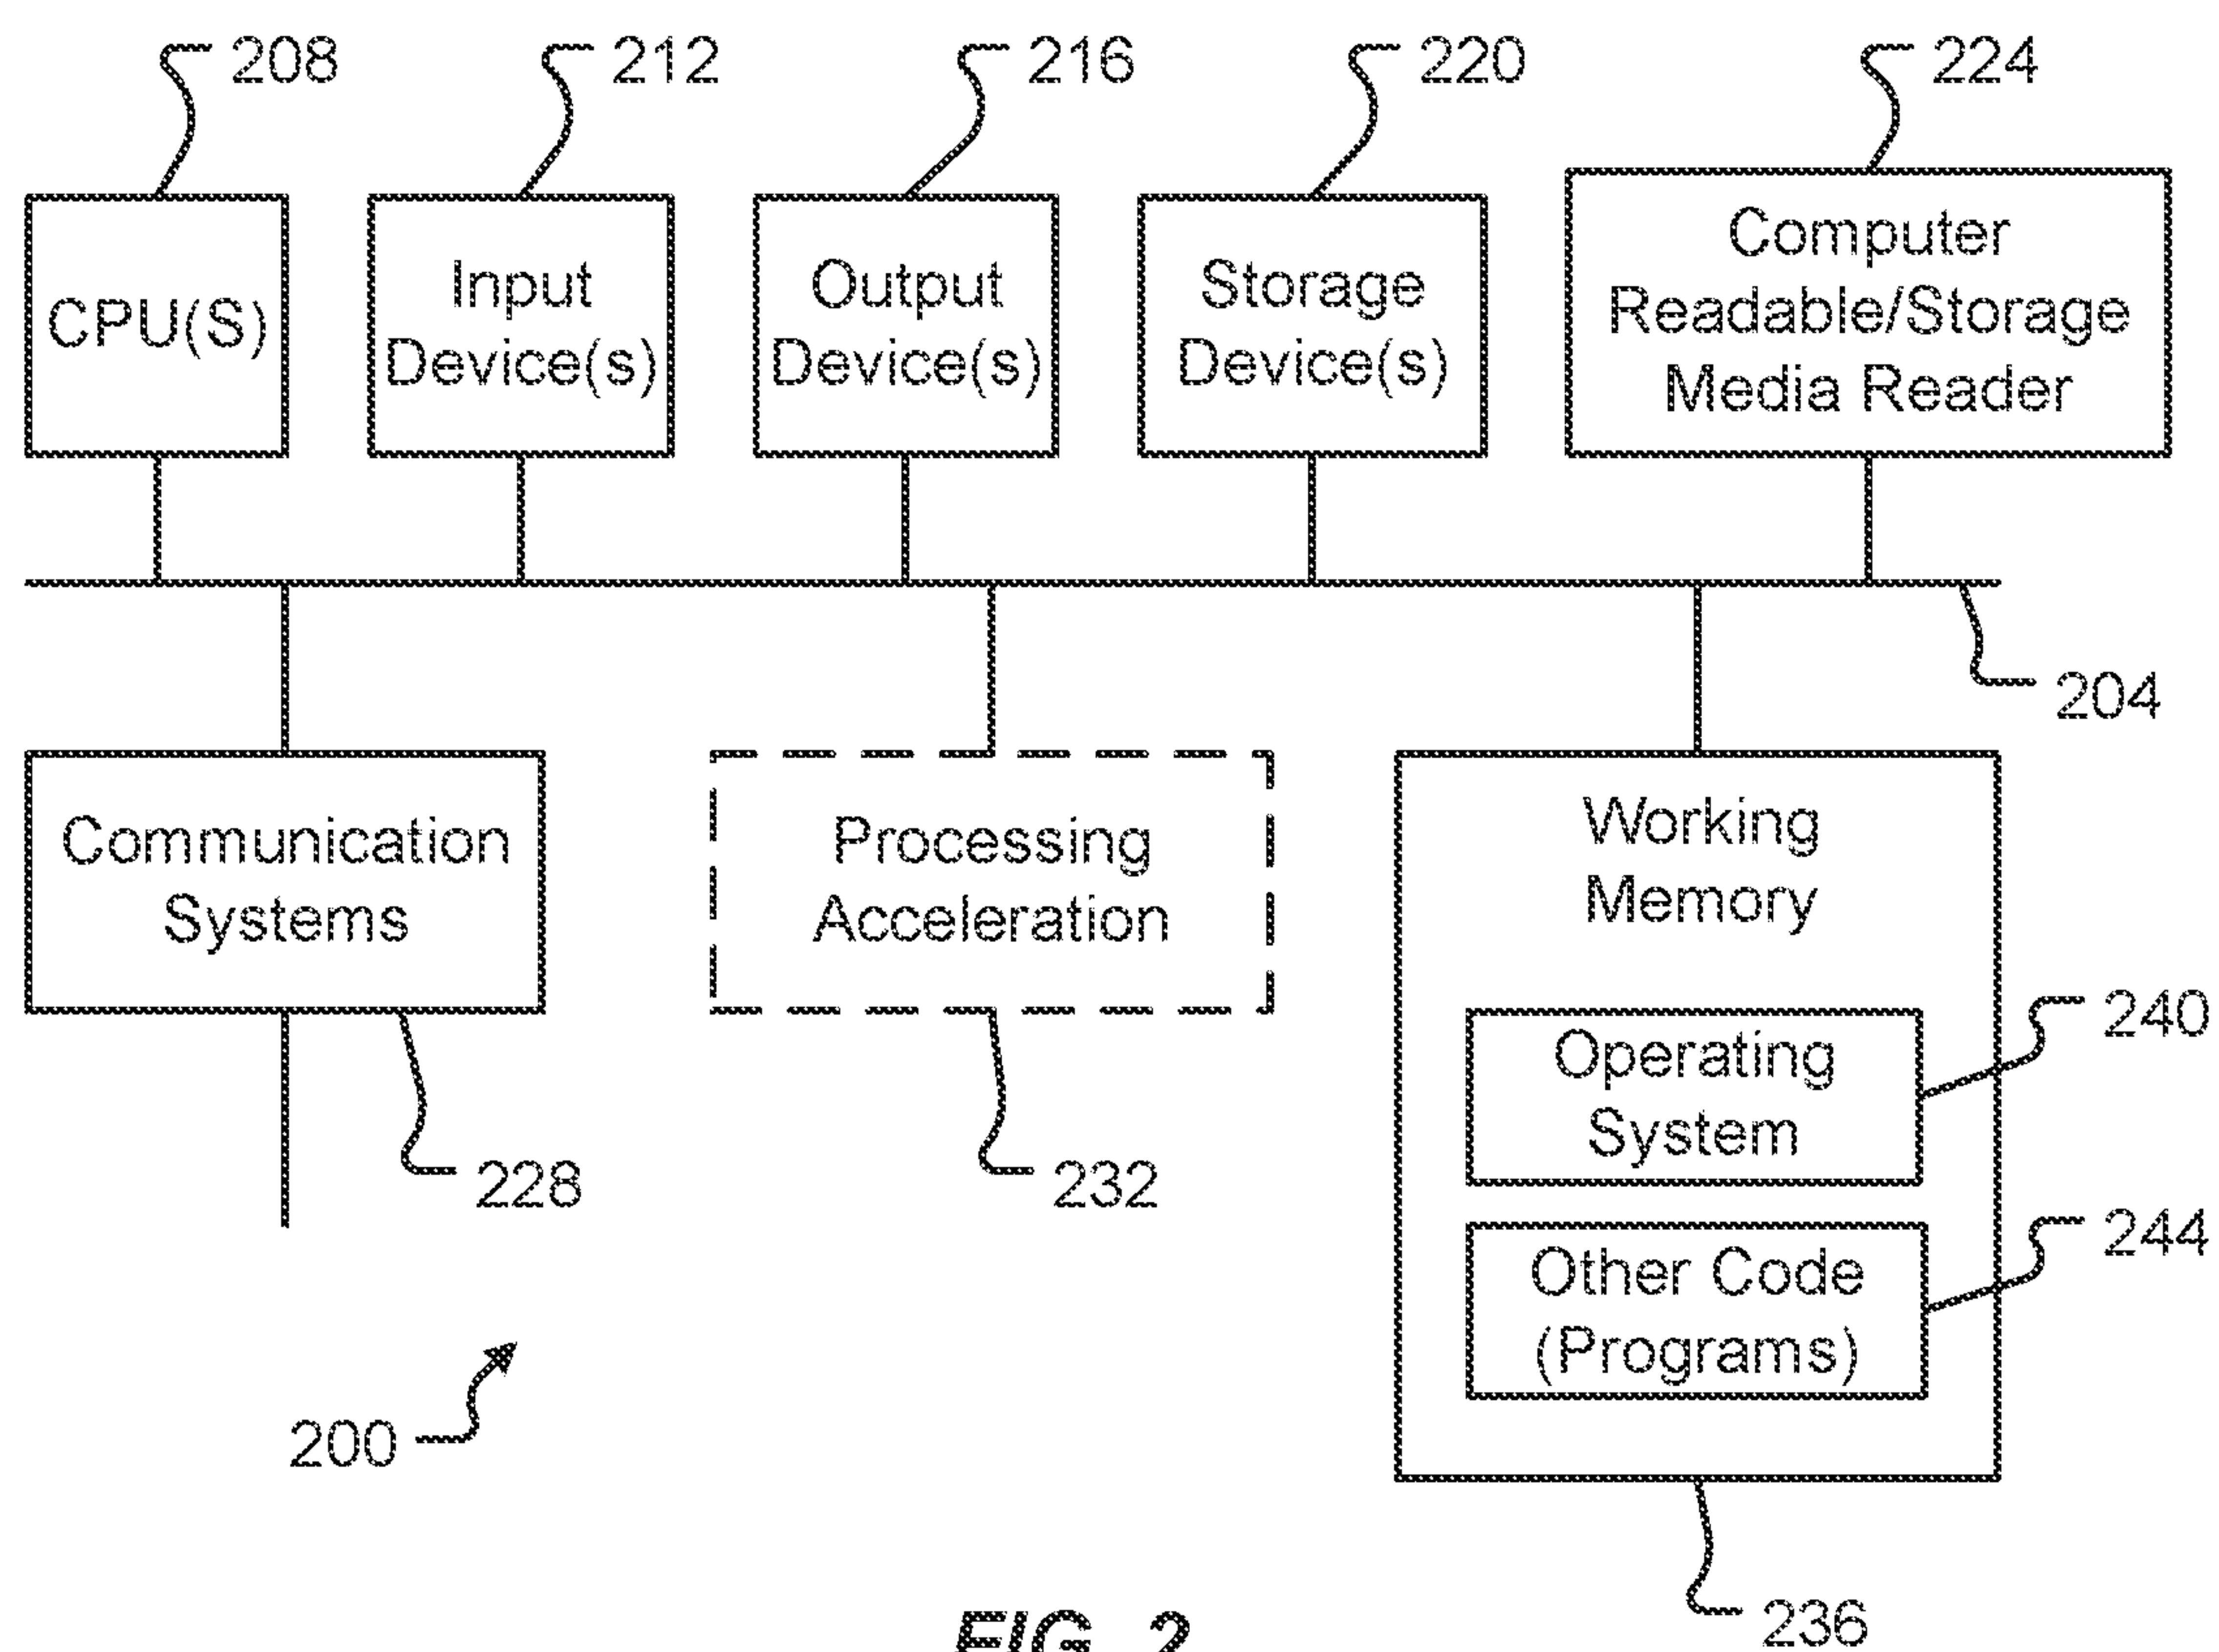 208
212
216
220
224
CPU(S)
Input
Device(s)
Output
Device(s)
Storage
Device(s)
Computer
Readable/Storage
Media Reader
204
Communication
Systems
Processing
Acceleration
Working
Memory
Operating
System
240
228
232
Other Code
(Programs)
244
200
236
FIG. 2